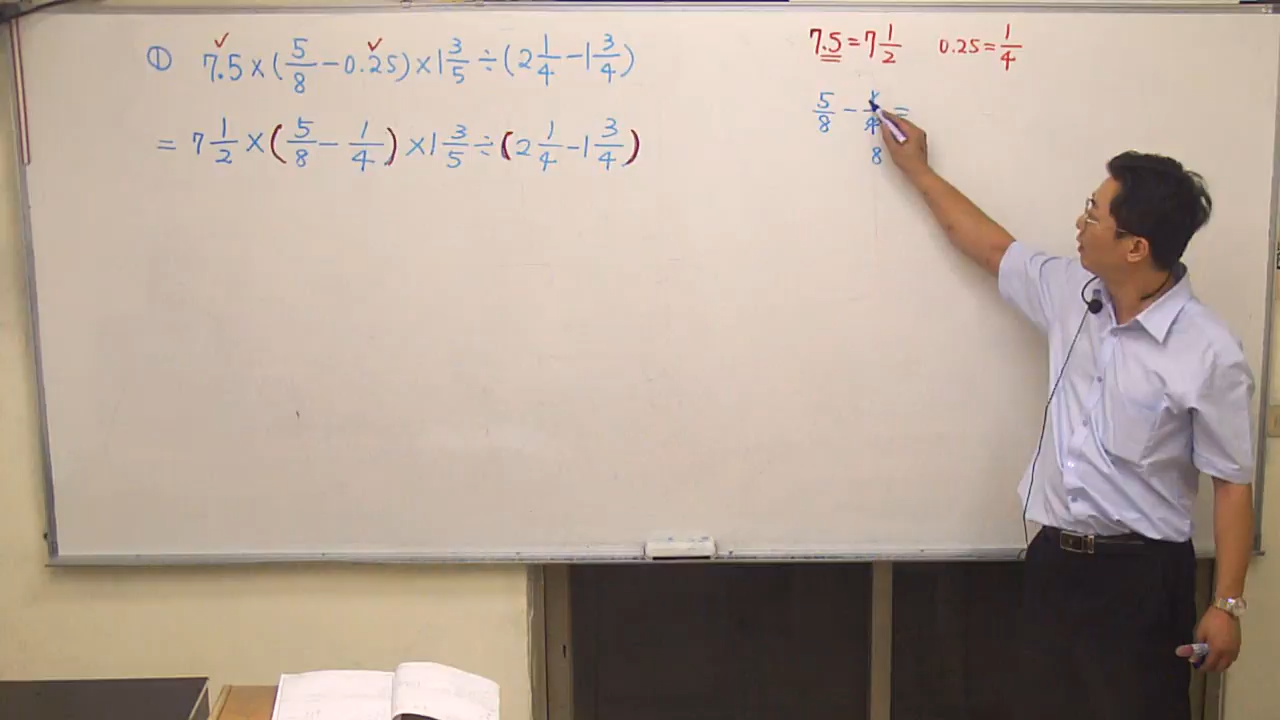 ① 7.5×(5/8−0.25)×1 3/5÷(2 1/4−1 3/4)
= 7 1/2×(5/8−1/4)×1 3/5÷(2 1/4−1 3/4)
7.5=7 1/2 0.25=1/4
5/8 − 1/4 =
8